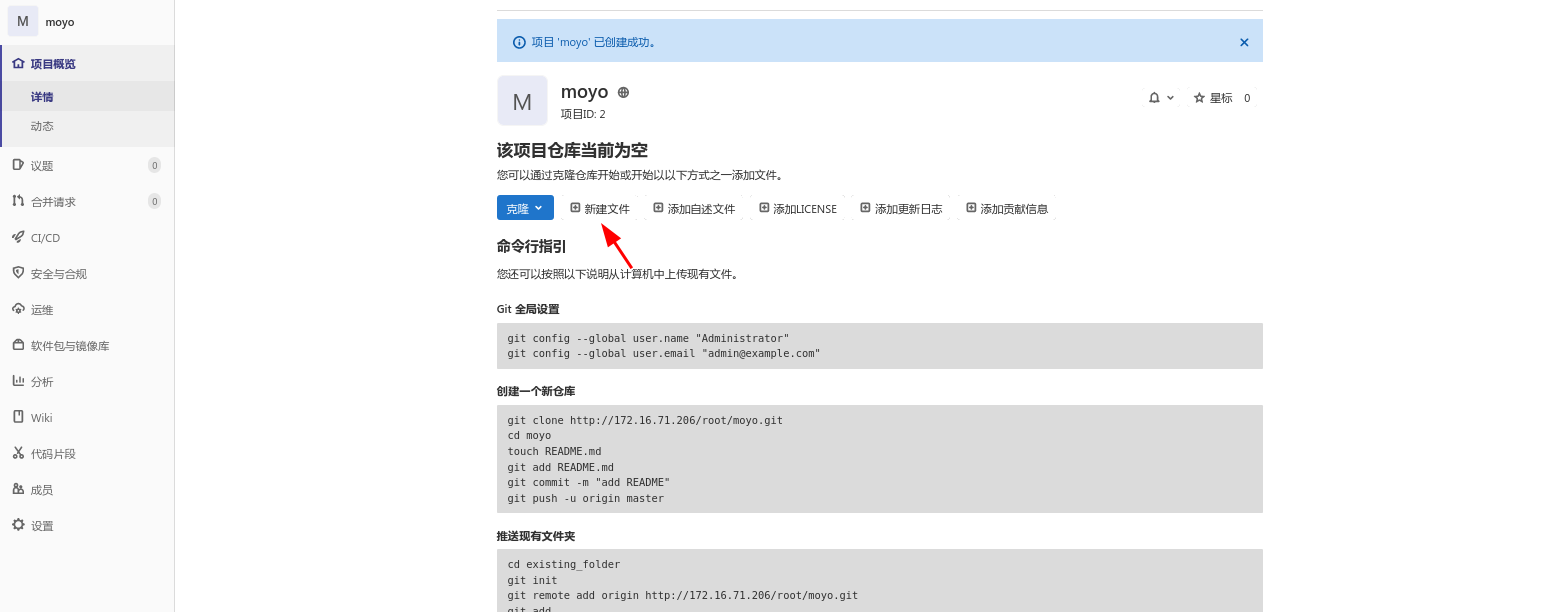 M moyo
项目概览
详情
动态
议题 0
合并请求 0
CI/CD
安全与合规
运维
软件包与镜像库
分析
Wiki
代码片段
成员
设置
项目 'moyo' 已创建成功。
M
moyo
项目ID: 2
星标 0
该项目仓库当前为空
您可以通过克隆仓库开始或开始以以下方式之一添加文件。
克隆 新建文件 添加自述文件 添加LICENSE 添加更新日志 添加贡献信息
命令行指引
您还可以按照以下说明从计算机中上传现有文件。
Git 全局设置
git config --global user.name "Administrator"
git config --global user.email "admin@example.com"
创建一个新仓库
git clone http://172.16.71.206/root/moyo.git
cd moyo
touch README.md
git add README.md
git commit -m "add README"
git push -u origin master
推送现有文件夹
cd existing_folder
git init
git remote add origin http://172.16.71.206/root/moyo.git
git add